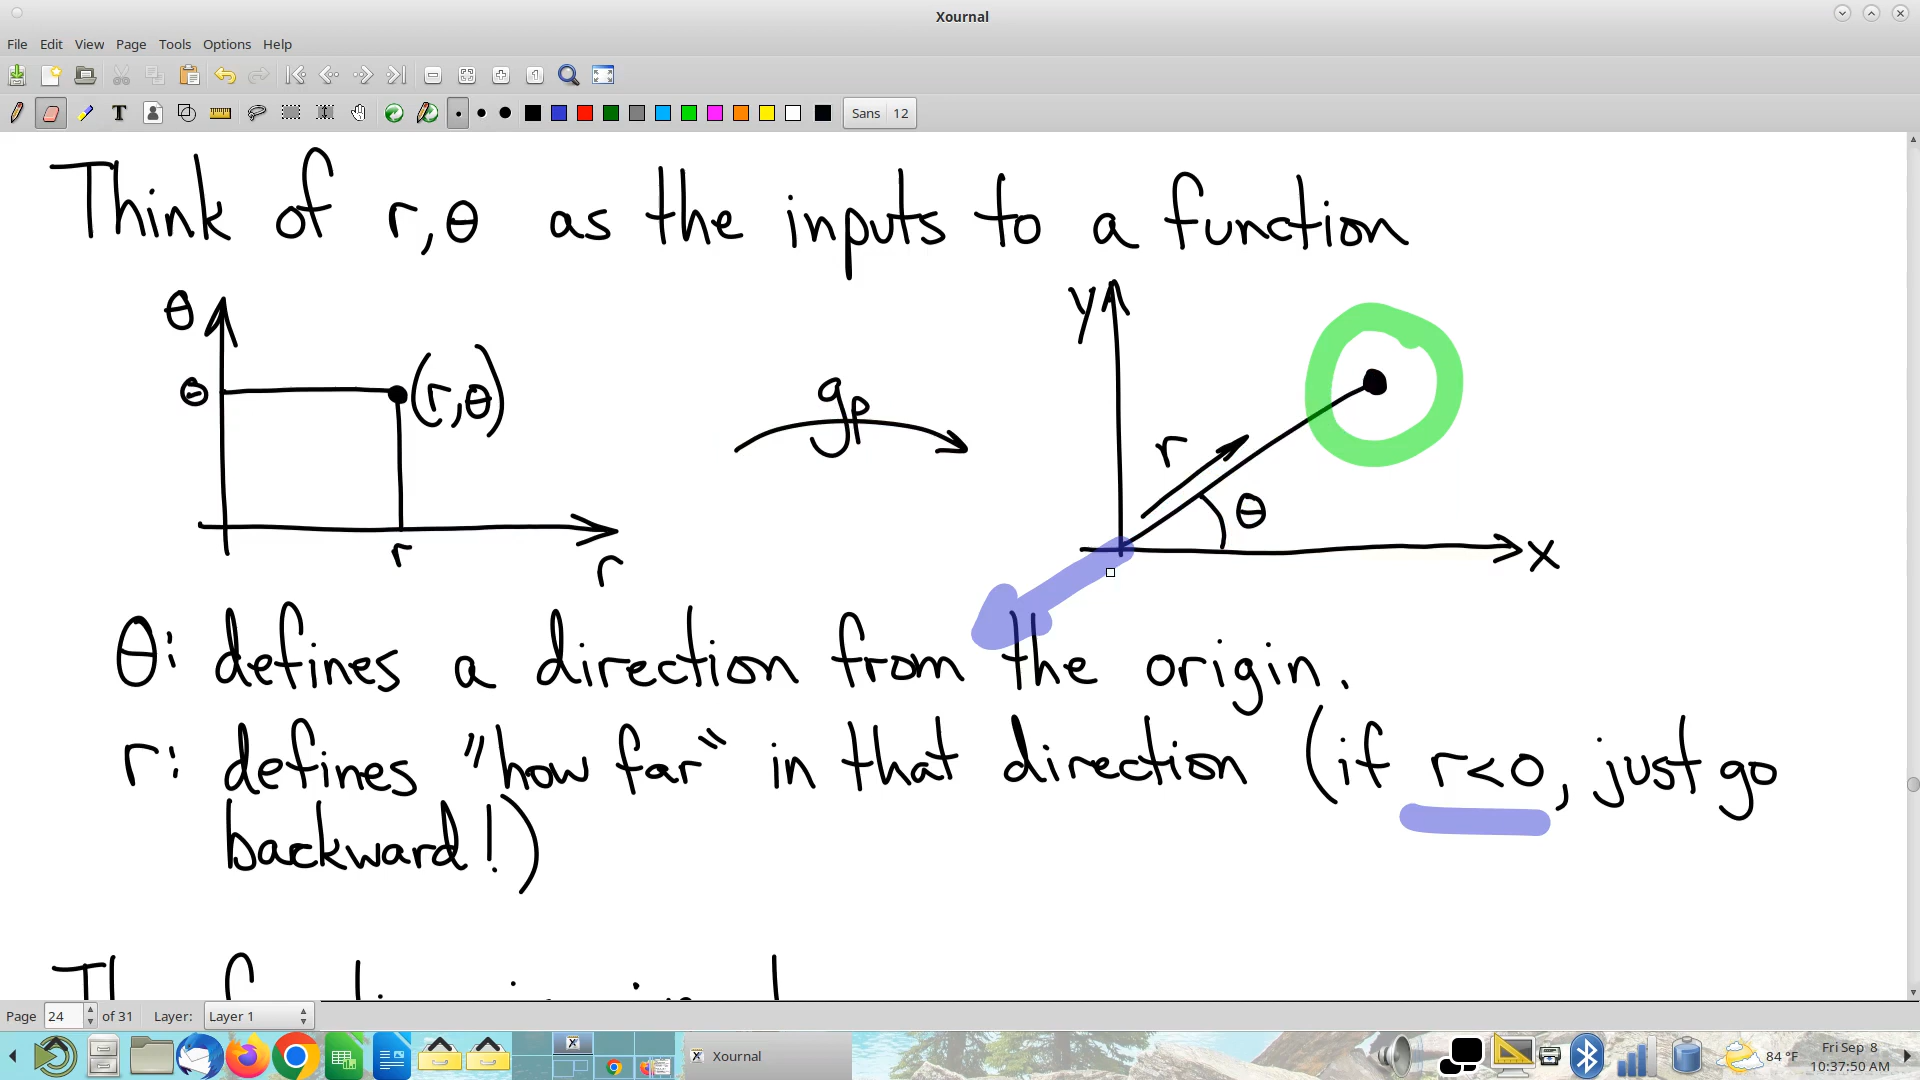 Xournal
File Edit View Page Tools Options Help
Sans 12
Think of r,θ as the inputs to a function
θ
θ
(r,θ)
r
r
gp
y
r
θ
x
θ: defines a direction from the origin.
r: defines "how far" in that direction (if r<0, just go
backward!)
Page 24 of 31 Layer: Layer 1
Xournal
84 °F
Fri Sep 8
10:37:50 AM